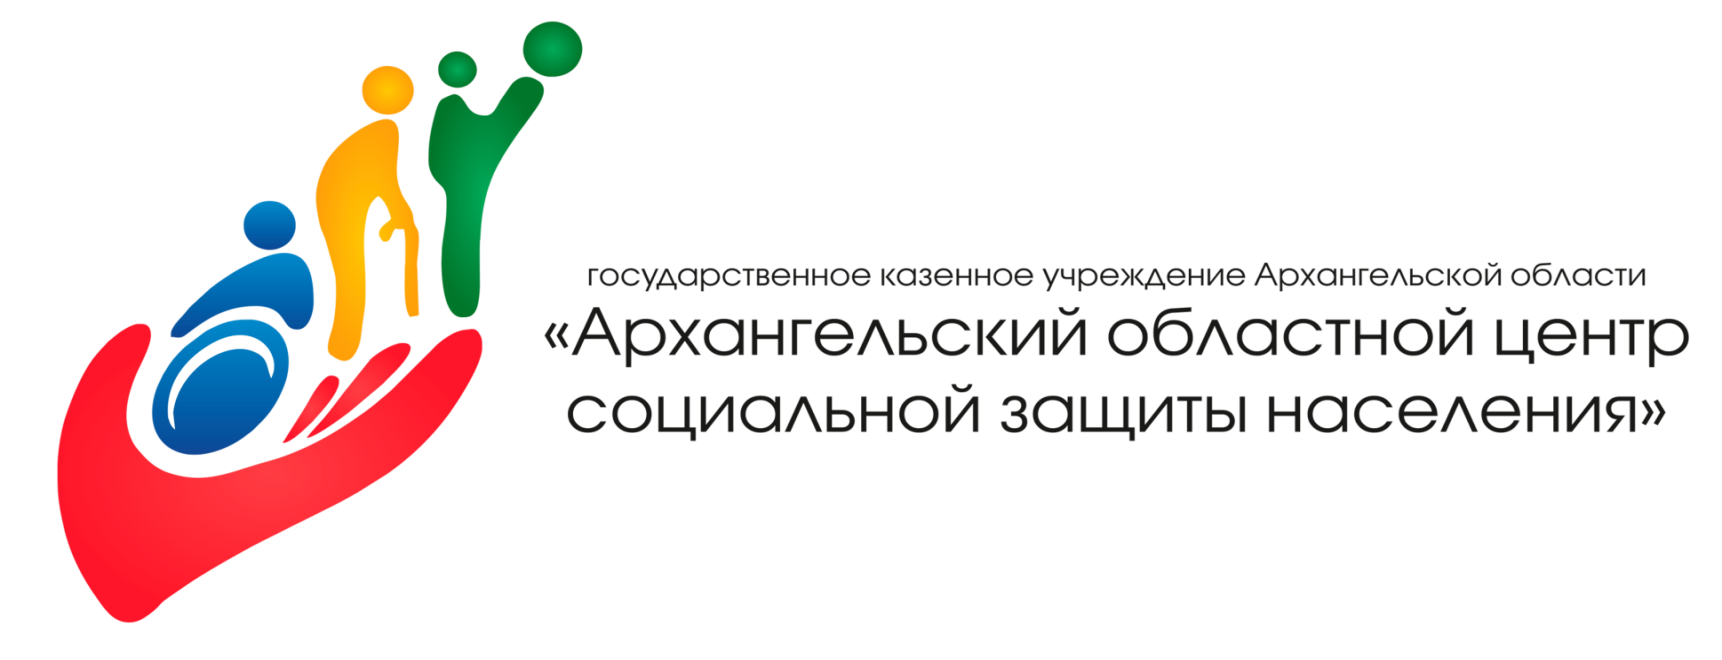 государственное казенное учреждение Архангельской области
«Архангельский областной центр
социальной защиты населения»